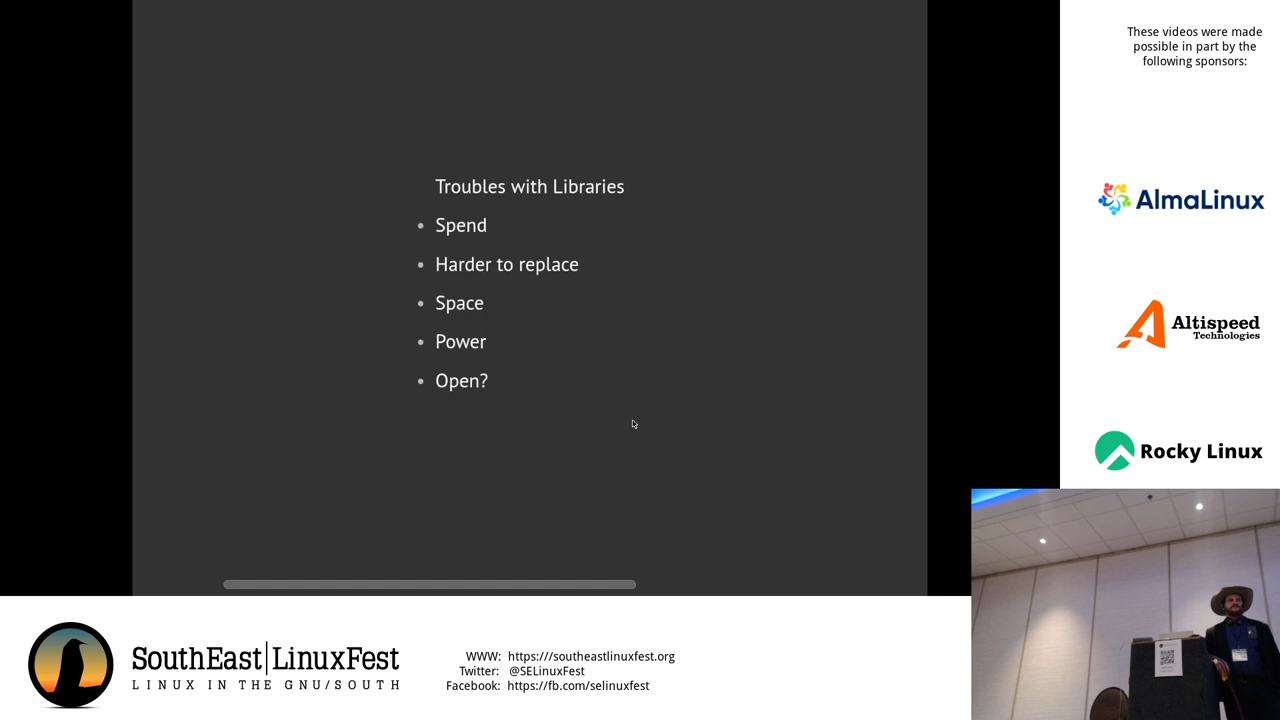 Troubles with Libraries
• Spend
• Harder to replace
• Space
• Power
• Open?
These videos were made
possible in part by the
following sponsors:
AlmaLinux
Altispeed
Technologies
Rocky Linux
SouthEast|LinuxFest
LINUX IN THE GNU/SOUTH
WWW: https:///southeastlinuxfest.org
Twitter: @SELinuxFest
Facebook: https://fb.com/selinuxfest